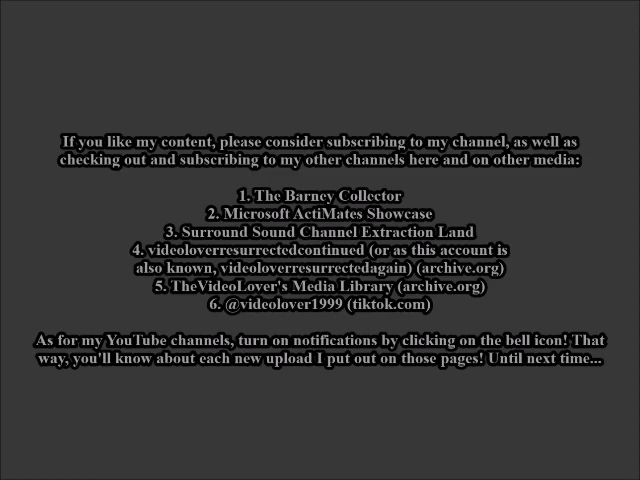 If you like my content, please consider subscribing to my channel, as well as
checking out and subscribing to my other channels here and on other media:
1. The Barney Collector
2. Microsoft ActiMates Showcase
3. Surround Sound Channel Extraction Land
4. videoloverresurrectedcontinued (or as this account is
also known, videoloverresurrectedagain) (archive.org)
5. TheVideoLover's Media Library (archive.org)
6. @videolover1999 (tiktok.com)
As for my YouTube channels, turn on notifications by clicking on the bell icon! That
way, you'll know about each new upload I put out on those pages! Until next time...